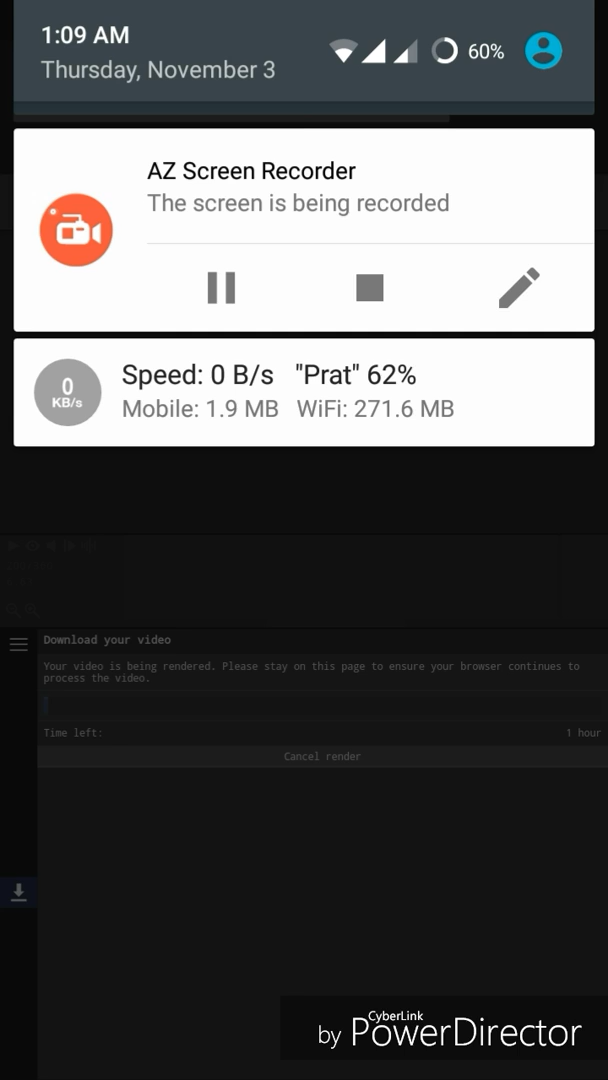 1:09 AM
60%
Thursday, November 3
AZ Screen Recorder
The screen is being recorded
0
KB/s
Speed: 0 B/s "Prat" 62%
Mobile: 1.9 MB WiFi: 271.6 MB
Download your video
Your video is being rendered. Please stay on this page to ensure your browser continues to
process the video.
Time left: 1 hour
Cancel render
CyberLink
by PowerDirector